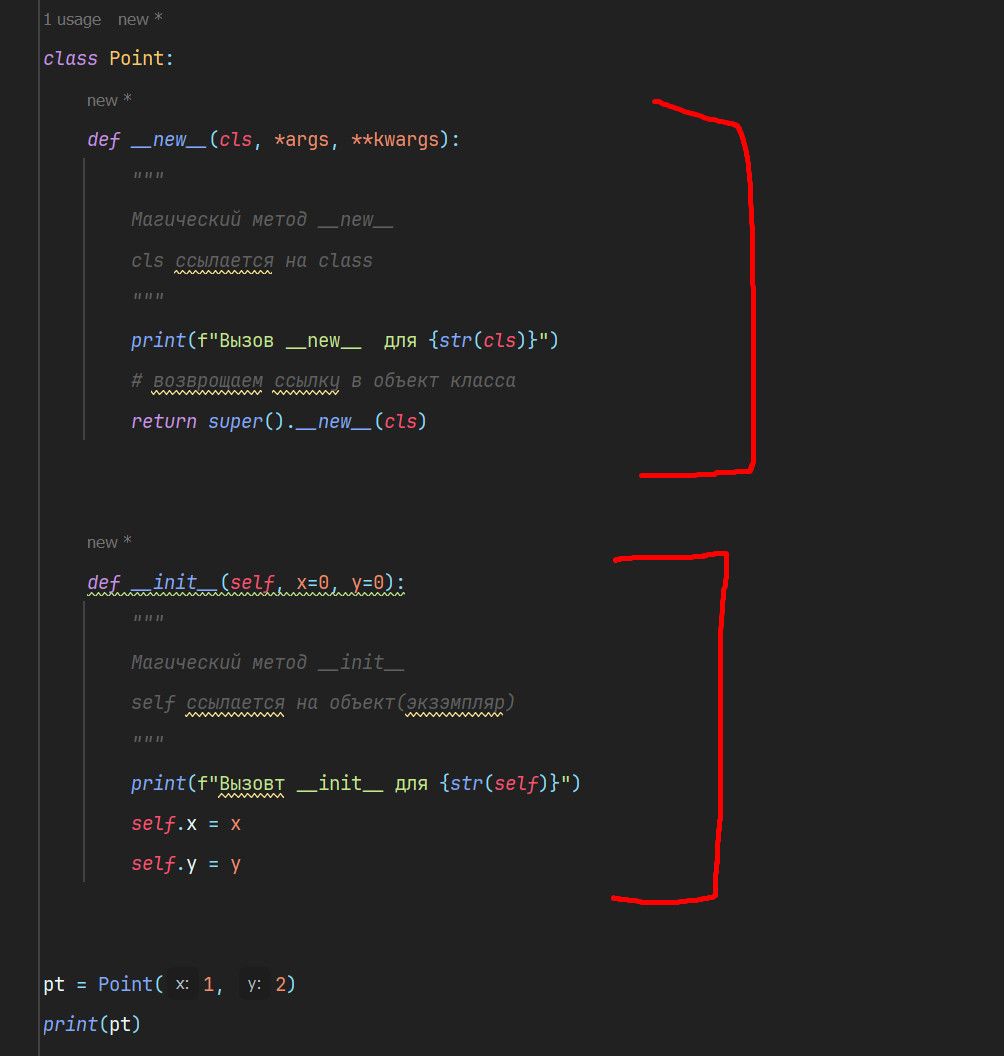 1 usage   new *
class Point:
new *
def __new__(cls, *args, **kwargs):
"""
Магический метод __new__
cls ссылается на class
"""
print(f"Вызов __new__  для {str(cls)}")
# возврощаем ссылку в объект класса
return super().__new__(cls)
new *
def __init__(self, x=0, y=0):
"""
Магический метод __init__
self ссылается на объект(экзэмпляр)
"""
print(f"Вызовт __init__ для {str(self)}")
self.x = x
self.y = y
pt = Point( x: 1,  y: 2)
print(pt)